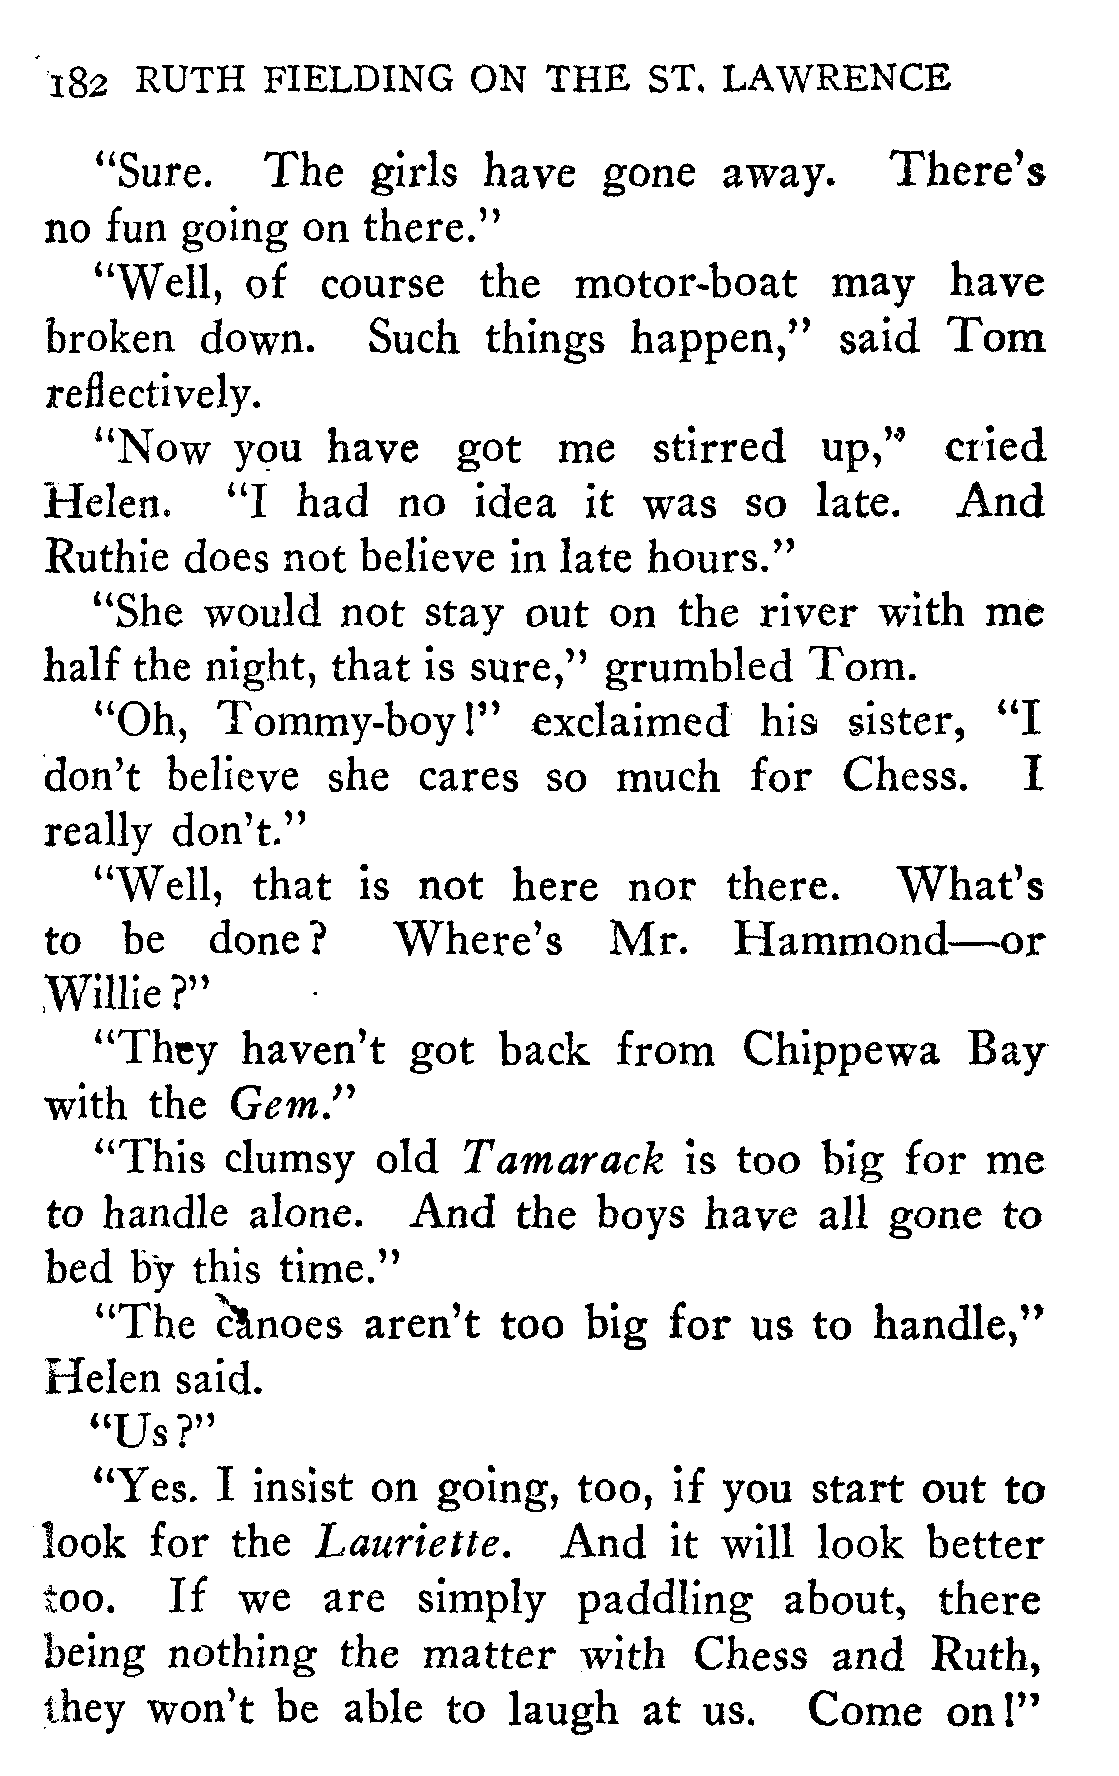 182 RUTH FIELDING ON THE ST. LAWRENCE
"Sure. The girls have gone away. There's
no fun going on there."
"Well, of course the motor-boat may have
broken down. Such things happen," said Tom
reflectively.
"Now you have got me stirred up," cried
Helen. "I had no idea it was so late. And
Ruthie does not believe in late hours."
"She would not stay out on the river with me
half the night, that is sure," grumbled Tom.
"Oh, Tommy-boy!" exclaimed his sister, "I
don't believe she cares so much for Chess. I
really don't."
"Well, that is not here nor there. What's
to be done? Where's Mr. Hammond—or
Willie?"
"They haven't got back from Chippewa Bay
with the Gem."
"This clumsy old Tamarack is too big for me
to handle alone. And the boys have all gone to
bed by this time."
"The canoes aren't too big for us to handle,"
Helen said.
"Us?"
"Yes. I insist on going, too, if you start out to
look for the Lauriette. And it will look better
too. If we are simply paddling about, there
being nothing the matter with Chess and Ruth,
they won't be able to laugh at us. Come on!"